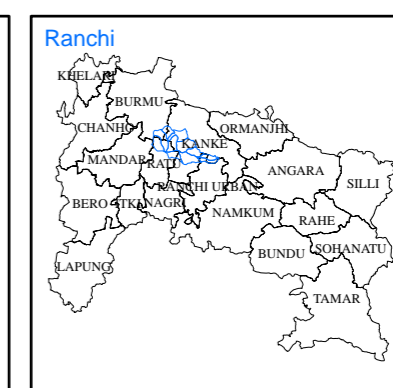 Ranchi
KHELARI
BURMU
CHANHO
ORMANJHI
KANKE
MANDAR
RATU
ANGARA
SILLI
RANCHI URBAN
BERO
ITKI
NAGRI
NAMKUM
RAHE
BUNDU
SOHANATU
LAPUNG
TAMAR